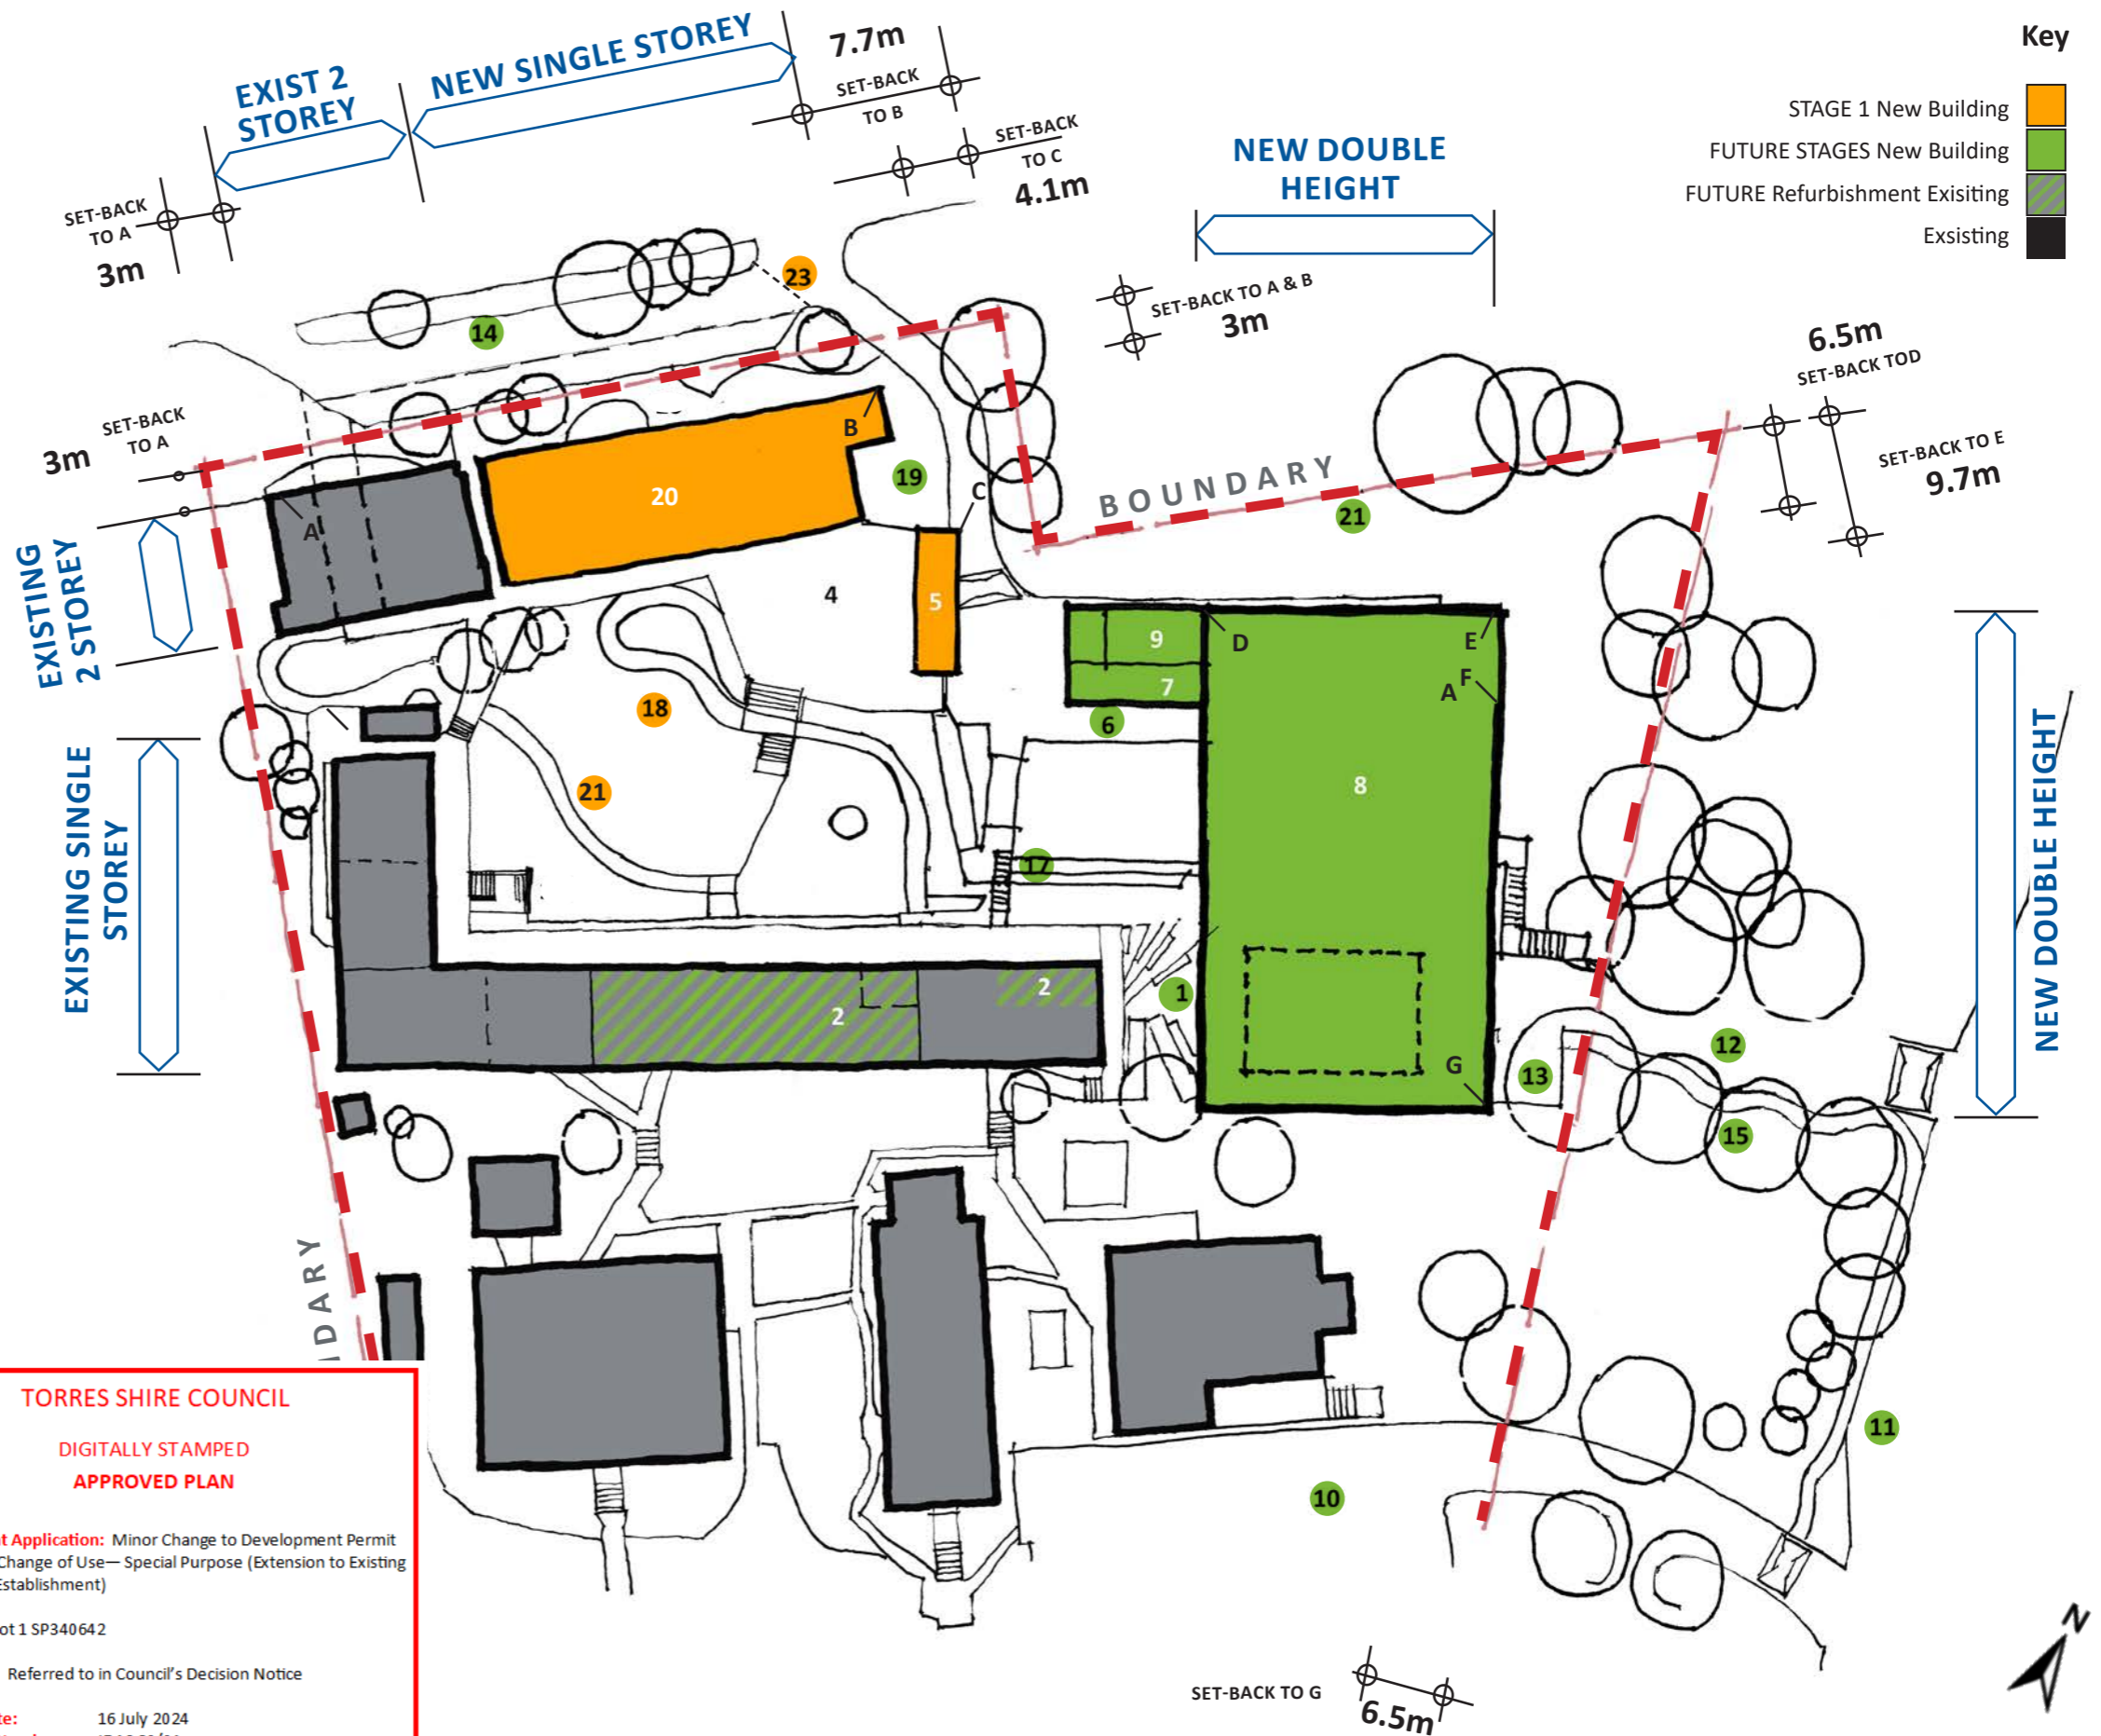 Key
STAGE 1 New Building
FUTURE STAGES New Building
FUTURE Refurbishment Exisiting
Exsisting
EXIST 2
STOREY
NEW SINGLE STOREY
7.7m
SET-BACK
TO B
SET-BACK
TO C
4.1m
SET-BACK
TO A
3m
NEW DOUBLE
HEIGHT
SET-BACK TO A & B
3m
6.5m
SET-BACK TOD
SET-BACK TO E
9.7m
3m
SET-BACK
TO A
EXISTING
2 STOREY
EXISTING SINGLE
STOREY
NEW DOUBLE HEIGHT
BOUNDARY
23
14
B
20
19
C
21
A
4
5
9
D
E
7
F
A
18
6
8
21
17
2
2
1
G
13
12
15
DARY
11
10
SET-BACK TO G
6.5m
N
TORRES SHIRE COUNCIL
DIGITALLY STAMPED
APPROVED PLAN
Application: Minor Change to Development Permit
Change of Use— Special Purpose (Extension to Existing
Establishment)
1 SP340642
Referred to in Council's Decision Notice
16 July 2024